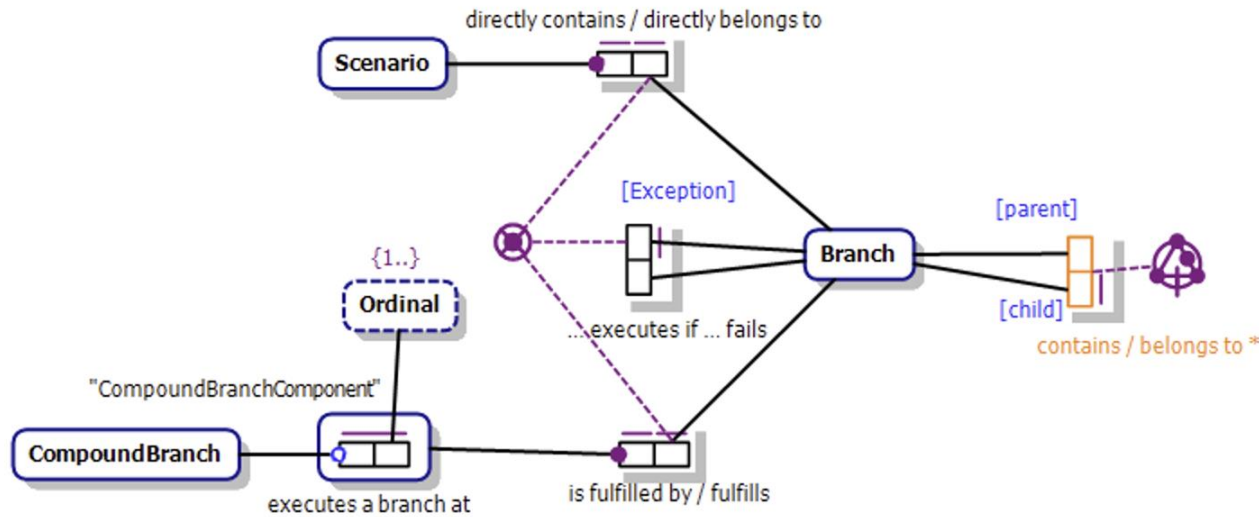 directly contains / directly belongs to
Scenario
[Exception]
[parent]
Branch
{1..}
Ordinal
[child]
... executes if ... fails
contains / belongs to *
"CompoundBranchComponent"
CompoundBranch
is fulfilled by / fulfills
executes a branch at